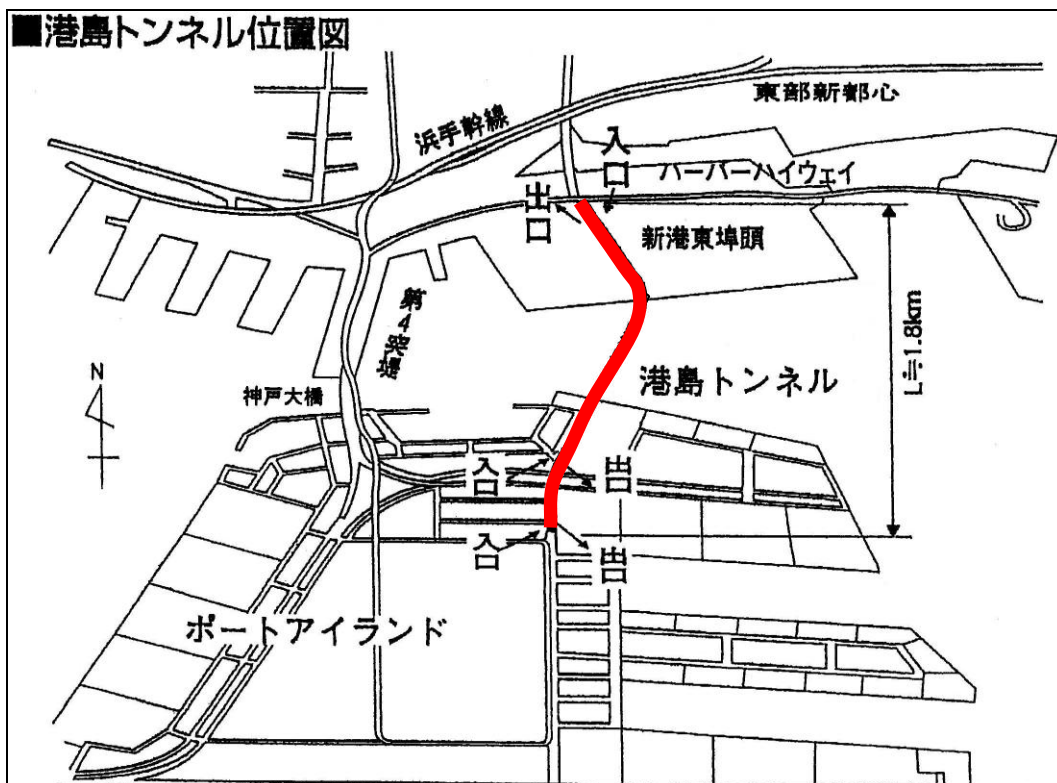 ■港島トンネル位置図
東部新都心
浜手幹線
入口
ハーバーハイウェイ
出口
新港東埠頭
第4突堤
L≒1.8km
港島トンネル
N
神戸大橋
入口
出口
入口
出口
ポートアイランド